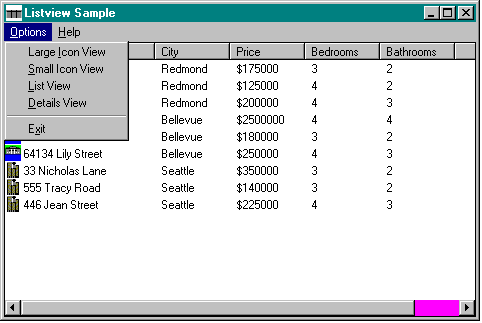 Listview Sample
Options Help
Large Icon View
Small Icon View
List View
Details View
Exit
City Price Bedrooms Bathrooms
Redmond $175000 3 2
Redmond $125000 4 2
Redmond $200000 4 3
Bellevue $2500000 4 4
Bellevue $180000 3 2
64134 Lily Street Bellevue $250000 4 3
33 Nicholas Lane Seattle $350000 3 2
555 Tracy Road Seattle $140000 3 2
446 Jean Street Seattle $225000 4 3